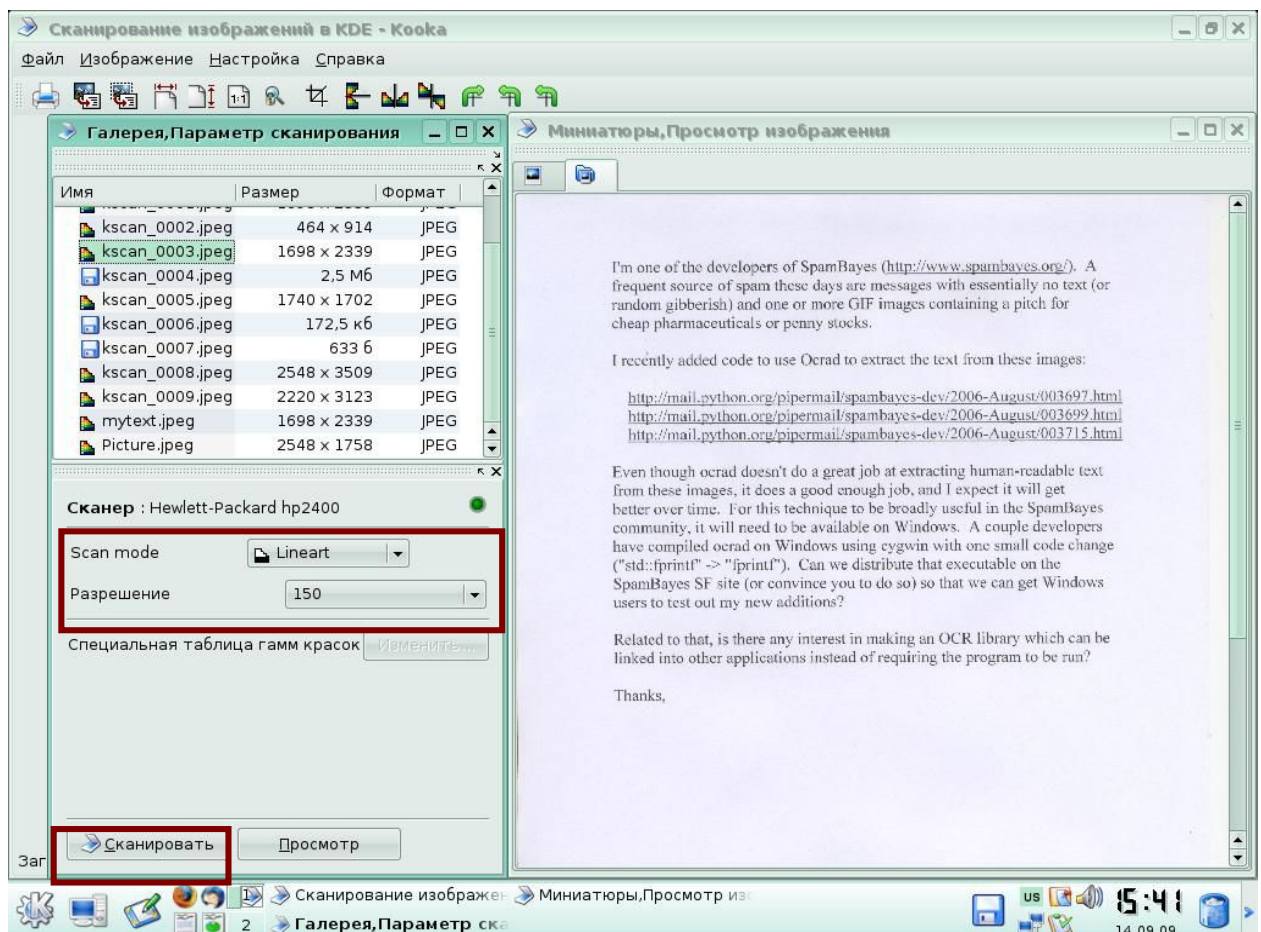 Сканирование изображений в KDE - Kooka
Файл Изображение Настройка Справка
Галерея,Параметр сканирования
Имя Размер Формат
kscan_0002.jpeg 464 x 914 JPEG
kscan_0003.jpeg 1698 x 2339 JPEG
kscan_0004.jpeg 2,5 Мб JPEG
kscan_0005.jpeg 1740 x 1702 JPEG
kscan_0006.jpeg 172,5 кб JPEG
kscan_0007.jpeg 633 б JPEG
kscan_0008.jpeg 2548 x 3509 JPEG
kscan_0009.jpeg 2220 x 3123 JPEG
mytext.jpeg 1698 x 2339 JPEG
Picture.jpeg 2548 x 1758 JPEG
Сканер : Hewlett-Packard hp2400
Scan mode Lineart
Разрешение 150
Специальная таблица гамм красок Изменить...
Сканировать Просмотр
Заг
Миниатюры,Просмотр изображения
I'm one of the developers of SpamBayes (http://www.spambayes.org/). A
frequent source of spam these days are messages with essentially no text (or
random gibberish) and one or more GIF images containing a pitch for
cheap pharmaceuticals or penny stocks.
I recently added code to use Ocrad to extract the text from these images:
http://mail.python.org/pipermail/spambayes-dev/2006-August/003697.html
http://mail.python.org/pipermail/spambayes-dev/2006-August/003699.html
http://mail.python.org/pipermail/spambayes-dev/2006-August/003715.html
Even though ocrad doesn't do a great job at extracting human-readable text
from these images, it does a good enough job, and I expect it will get
better over time. For this technique to be broadly useful in the SpamBayes
community, it will need to be available on Windows. A couple developers
have compiled ocrad on Windows using cygwin with one small code change
("std::fprintf" -> "fprintf"). Can we distribute that executable on the
SpamBayes SF site (or convince you to do so) so that we can get Windows
users to test out my new additions?
Related to that, is there any interest in making an OCR library which can be
linked into other applications instead of requiring the program to be run?
Thanks,
1 Сканирование изображен Миниатюры,Просмотр из us 15:41
2 Галерея,Параметр ска 14.09.09